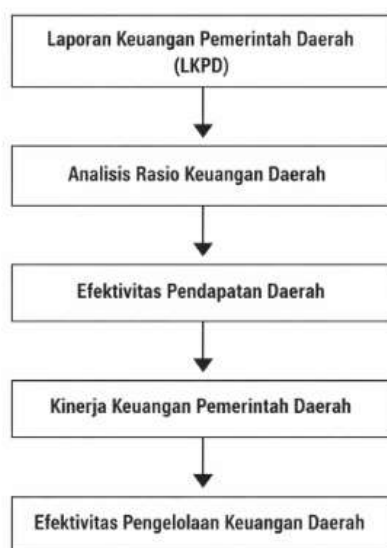 Laporan Keuangan Pemerintah Daerah
(LKPD)
Analisis Rasio Keuangan Daerah
Efektivitas Pendapatan Daerah
Kinerja Keuangan Pemerintah Daerah
Efektivitas Pengelolaan Keuangan Daerah